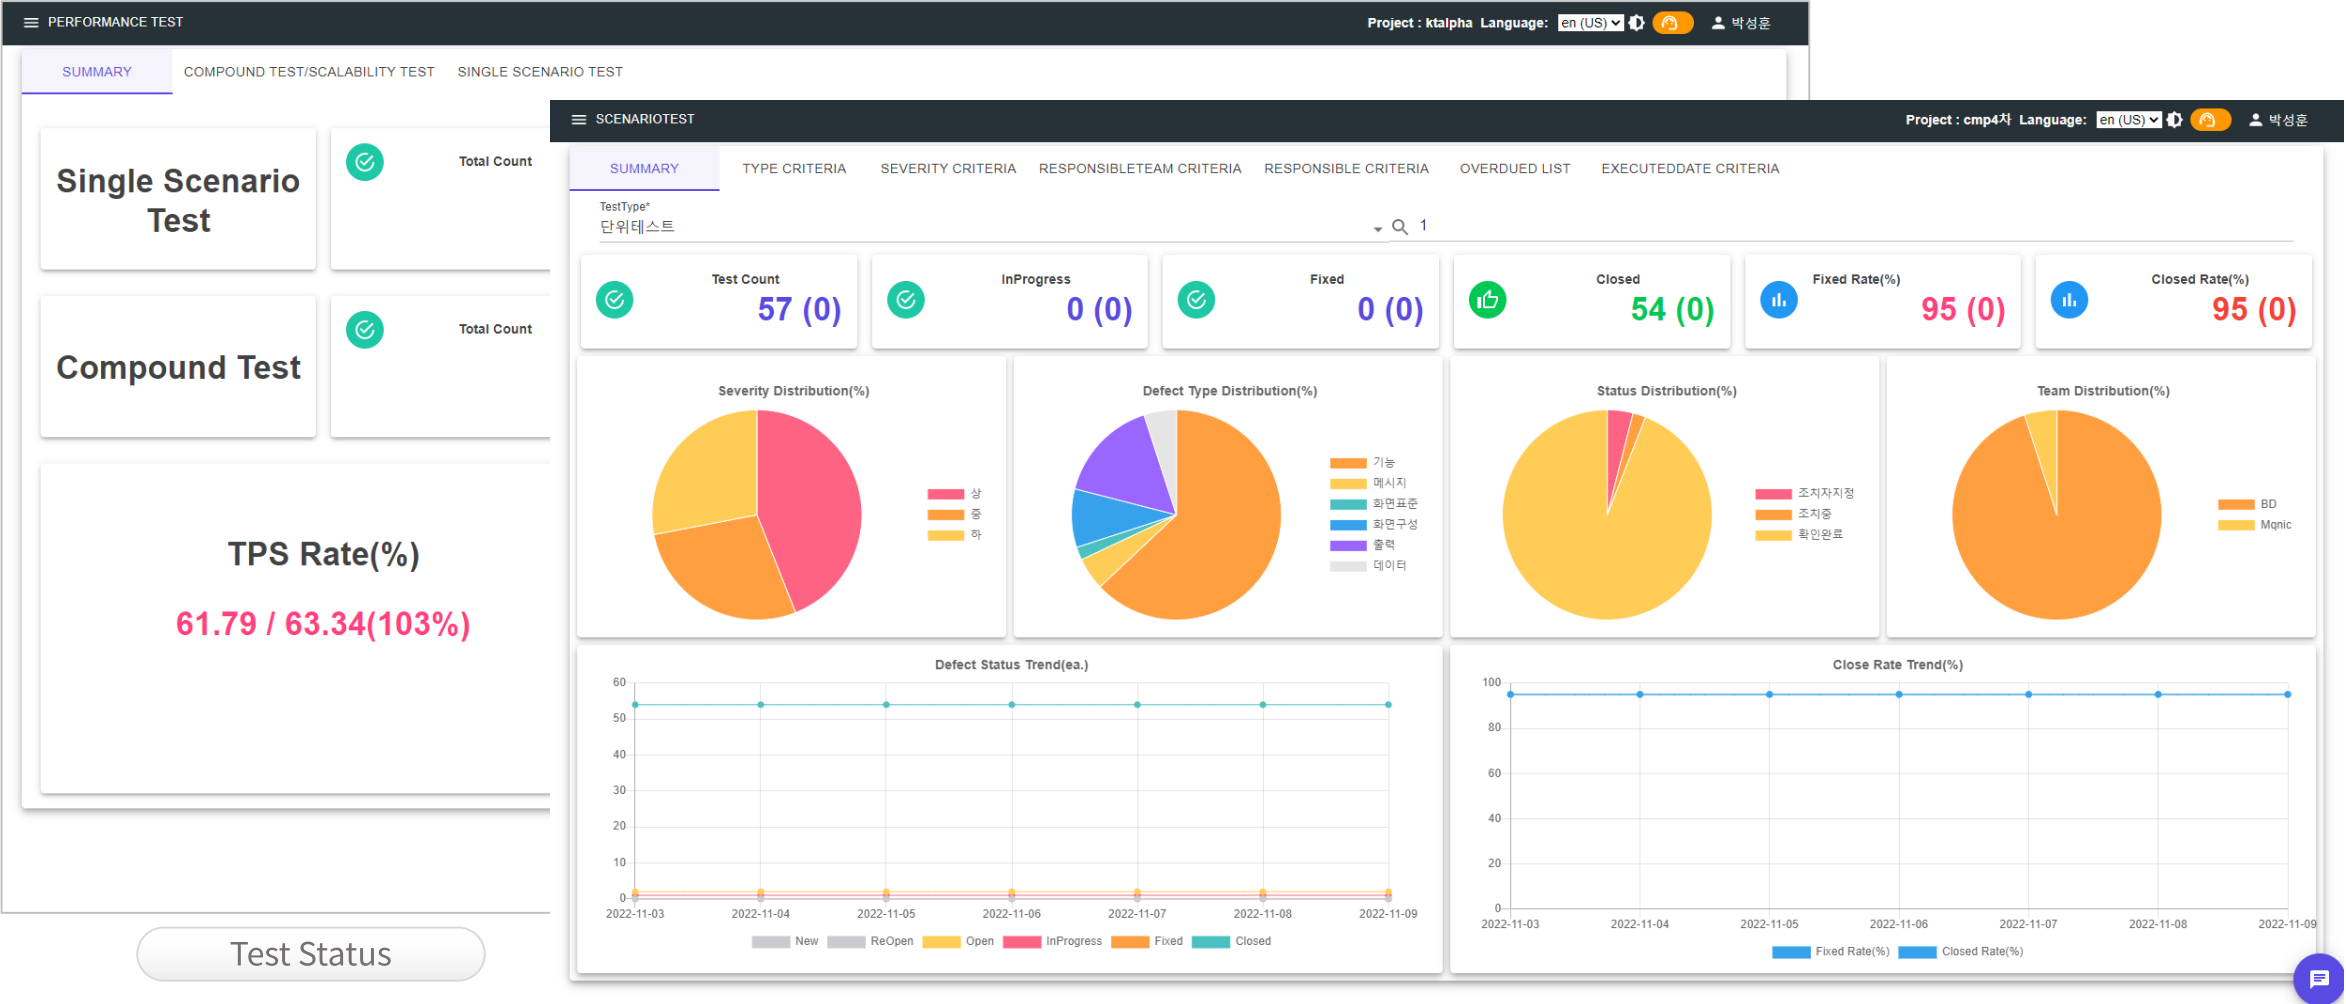 PERFORMANCE TEST
Project : ktalpha Language: en (US) 박성훈
SUMMARY COMPOUND TEST/SCALABILITY TEST SINGLE SCENARIO TEST
Single Scenario
Test
Total Count
Compound Test
Total Count
TPS Rate(%)
61.79 / 63.34(103%)
Test Status
SCENARIOTEST
Project : cmp4차 Language: en (US) 박성훈
SUMMARY TYPE CRITERIA SEVERITY CRITERIA RESPONSIBLETEAM CRITERIA RESPONSIBLE CRITERIA OVERDUED LIST EXECUTEDDATE CRITERIA
TestType*
단위테스트 1
Test Count
57 (0)
InProgress
0 (0)
Fixed
0 (0)
Closed
54 (0)
Fixed Rate(%)
95 (0)
Closed Rate(%)
95 (0)
Severity Distribution(%)
상
중
하
Defect Type Distribution(%)
기능
메시지
화면표준
화면구성
출력
데이터
Status Distribution(%)
조치자지정
조치중
확인완료
Team Distribution(%)
BD
Mqnic
Defect Status Trend(ea.)
60
50
40
30
20
10
0
2022-11-03 2022-11-04 2022-11-05 2022-11-06 2022-11-07 2022-11-08 2022-11-09
New ReOpen Open InProgress Fixed Closed
Close Rate Trend(%)
100
80
60
40
20
0
2022-11-03 2022-11-04 2022-11-05 2022-11-06 2022-11-07 2022-11-08 2022-11-09
Fixed Rate(%) Closed Rate(%)